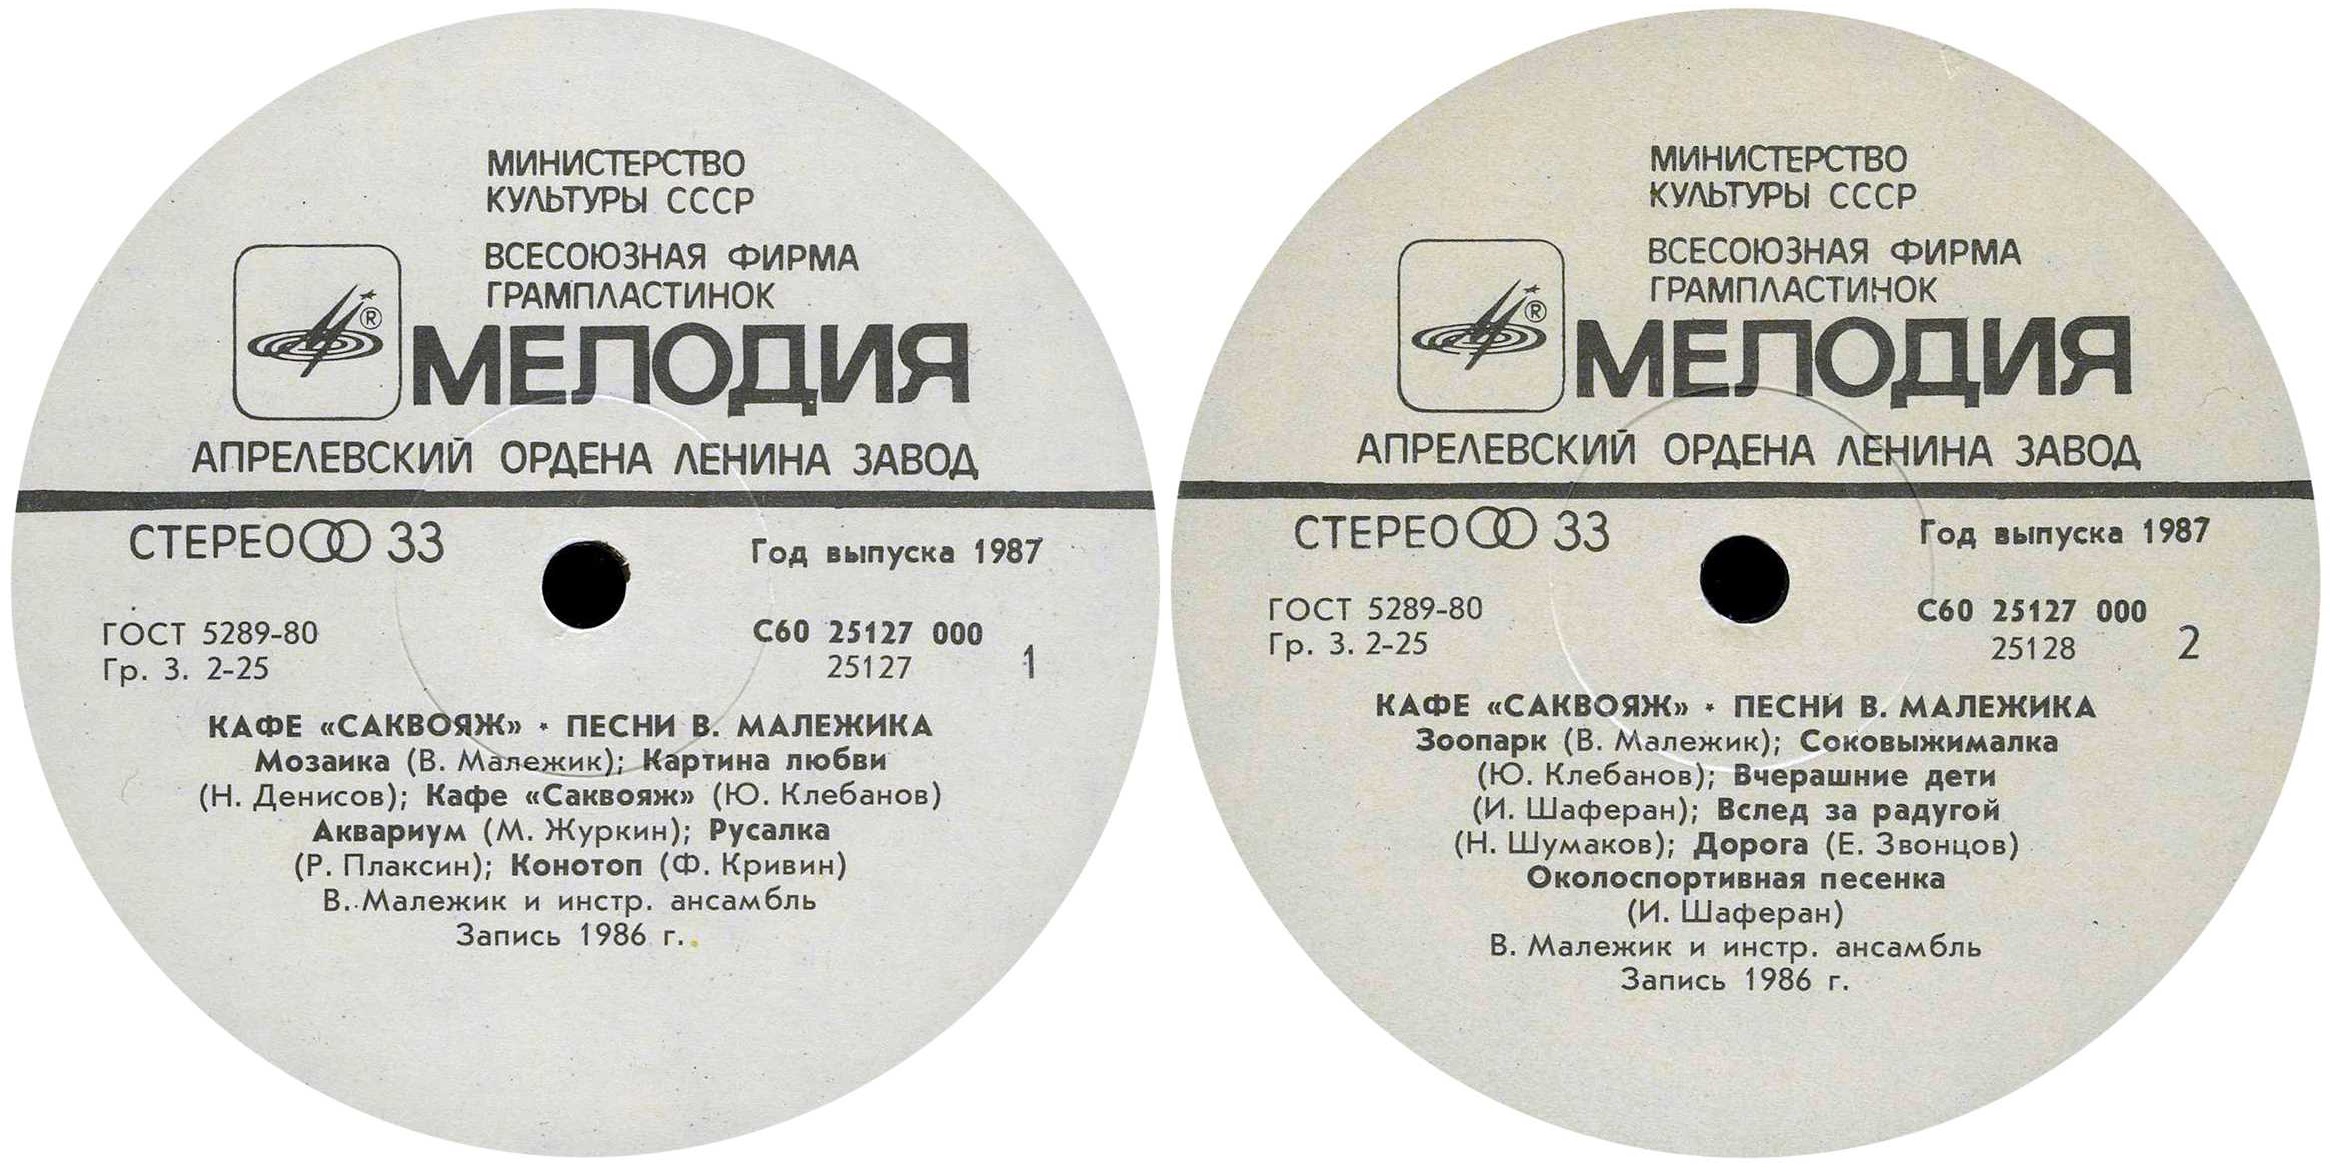 МИНИСТЕРСТВО
КУЛЬТУРЫ СССР
ВСЕСОЮЗНАЯ ФИРМА
ГРАМПЛАСТИНОК
®
МЕЛОДИЯ
АПРЕЛЕВСКИЙ ОРДЕНА ЛЕНИНА ЗАВОД
СТЕРЕО 33
Год выпуска 1987
ГОСТ 5289-80
Гр. 3. 2-25
С60 25127 000
25127
1
КАФЕ «САКВОЯЖ» * ПЕСНИ В. МАЛЕЖИКА
Мозаика (В. Малежик); Картина любви
(Н. Денисов); Кафе «Саквояж» (Ю. Клебанов)
Аквариум (М. Журкин); Русалка
(Р. Плаксин); Конотоп (Ф. Кривин)
В. Малежик и инстр. ансамбль
Запись 1986 г.
МИНИСТЕРСТВО
КУЛЬТУРЫ СССР
ВСЕСОЮЗНАЯ ФИРМА
ГРАМПЛАСТИНОК
®
МЕЛОДИЯ
АПРЕЛЕВСКИЙ ОРДЕНА ЛЕНИНА ЗАВОД
СТЕРЕО 33
Год выпуска 1987
ГОСТ 5289-80
Гр. 3. 2-25
С60 25127 000
25128
2
КАФЕ «САКВОЯЖ» * ПЕСНИ В. МАЛЕЖИКА
Зоопарк (В. Малежик); Соковыжималка
(Ю. Клебанов); Вчерашние дети
(И. Шаферан); Вслед за радугой
(Н. Шумаков); Дорога (Е. Звонцов)
Околоспортивная песенка
(И. Шаферан)
В. Малежик и инстр. ансамбль
Запись 1986 г.